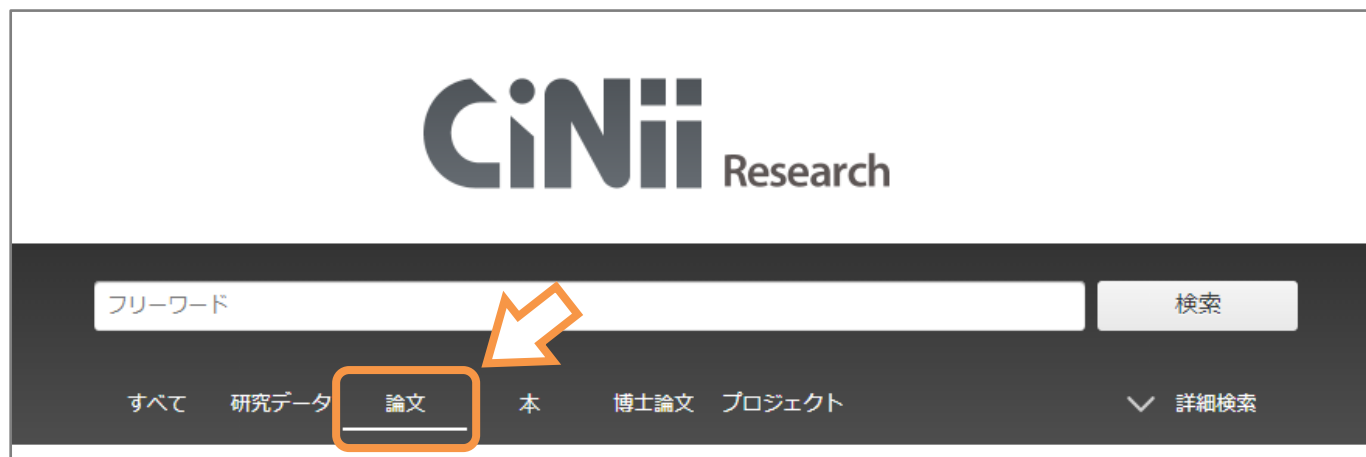 CiNii Research
フリーワード 検索
すべて 研究データ 論文 本 博士論文 プロジェクト 詳細検索